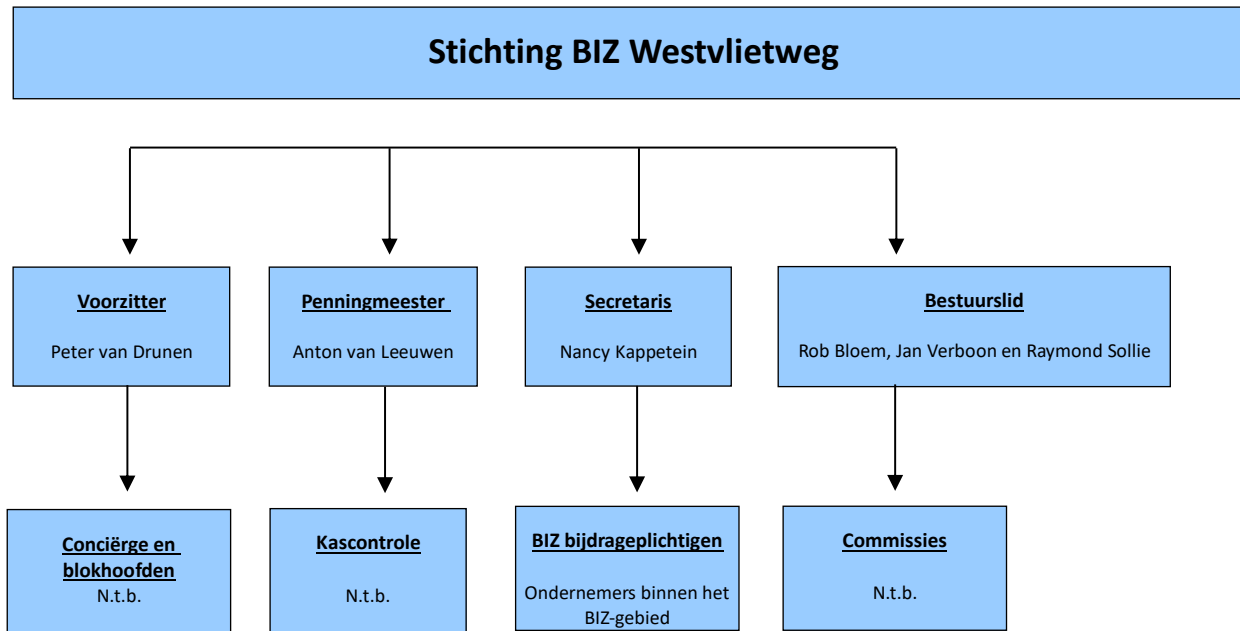 Stichting BIZ Westvlietweg
Voorzitter
Peter van Drunen
Penningmeester
Anton van Leeuwen
Secretaris
Nancy Kappetein
Bestuurslid
Rob Bloem, Jan Verboon en Raymond Sollie
Conciërge en
blokhoofden
N.t.b.
Kascontrole
N.t.b.
BIZ bijdrageplichtigen
Ondernemers binnen het
BIZ-gebied
Commissies
N.t.b.